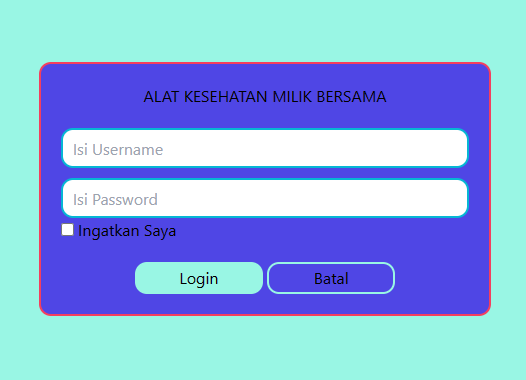 ALAT KESEHATAN MILIK BERSAMA
Isi Username
Isi Password
Ingatkan Saya
Login Batal